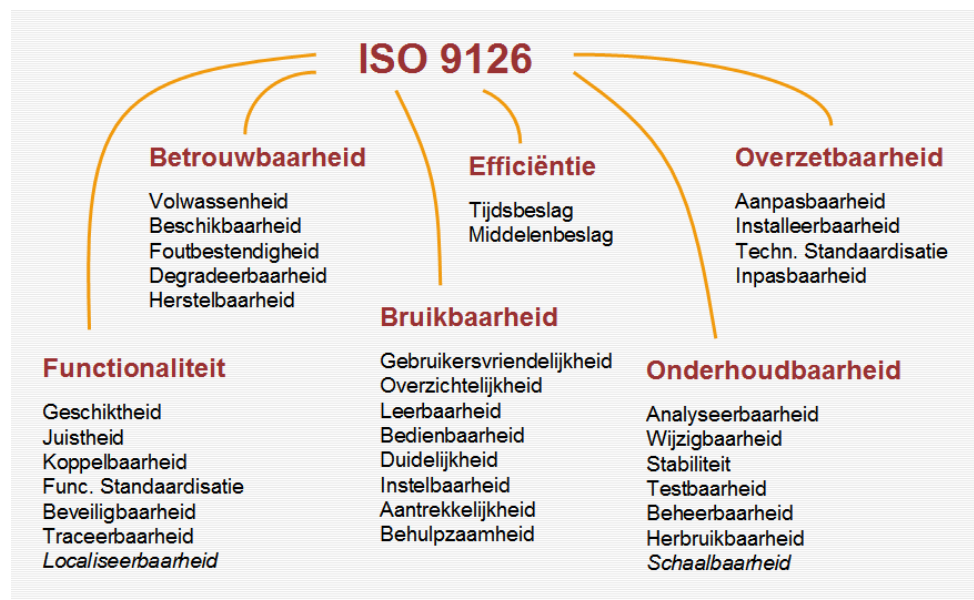 ISO 9126
Betrouwbaarheid
Volwassenheid
Beschikbaarheid
Foutbestendigheid
Degradeerbaarheid
Herstelbaarheid
Efficiëntie
Tijdsbeslag
Middelenbeslag
Overzetbaarheid
Aanpasbaarheid
Installeerbaarheid
Techn. Standaardisatie
Inpasbaarheid
Functionaliteit
Geschiktheid
Juistheid
Koppelbaarheid
Func. Standaardisatie
Beveiligbaarheid
Traceerbaarheid
Localiseerbaarheid
Bruikbaarheid
Gebruikersvriendelijkheid
Overzichtelijkheid
Leerbaarheid
Bedienbaarheid
Duidelijkheid
Instelbaarheid
Aantrekkelijkheid
Behulpzaamheid
Onderhoudbaarheid
Analyseerbaarheid
Wijzigbaarheid
Stabiliteit
Testbaarheid
Beheerbaarheid
Herbruikbaarheid
Schaalbaarheid